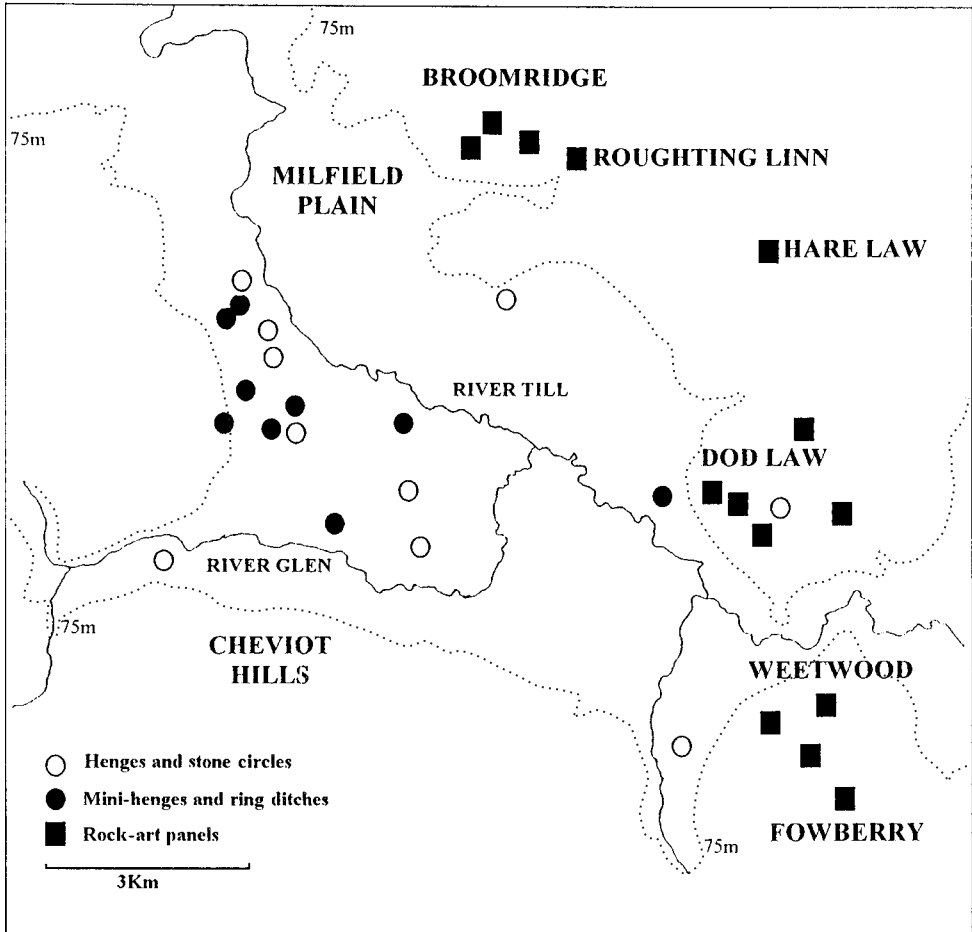 75m
BROOMRIDGE
75m
ROUGHTING LINN
MILFIELD
PLAIN
HARE LAW
RIVER TILL
DOD LAW
RIVER GLEN
75m
CHEVIOT
HILLS
WEETWOOD
Henges and stone circles
Mini-henges and ring ditches
Rock-art panels
FOWBERRY
75m
3Km